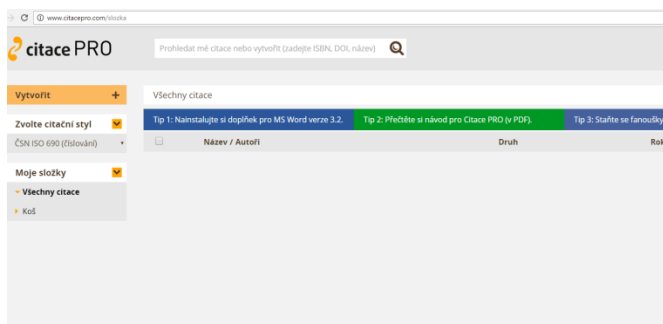 www.citacepro.com/slozka
citace PRO
Prohledat mé citace nebo vytvořit (zadejte ISBN, DOI, název)
Vytvořit +
Všechny citace
Zvolte citační styl
Tip 1: Nainstalujte si doplněk pro MS Word verze 3.2.
Tip 2: Přečtěte si návod pro Citace PRO (v PDF).
Tip 3: Staňte se fanoušky
ČSN ISO 690 (číslování)
Název / Autoři
Druh
Rok
Moje složky
Všechny citace
Koš